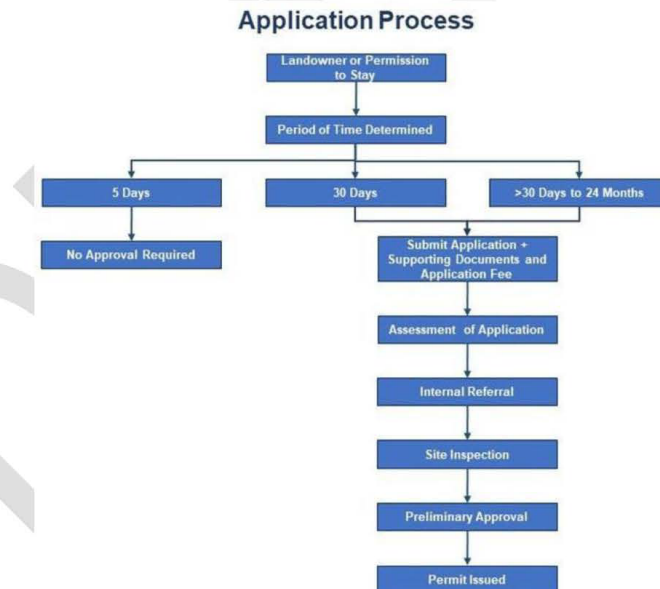 Application Process
Landowner or Permission
to Stay
Period of Time Determined
5 Days
30 Days
>30 Days to 24 Months
No Approval Required
Submit Application +
Supporting Documents and
Application Fee
Assessment of Application
Internal Referral
Site Inspection
Preliminary Approval
Permit Issued